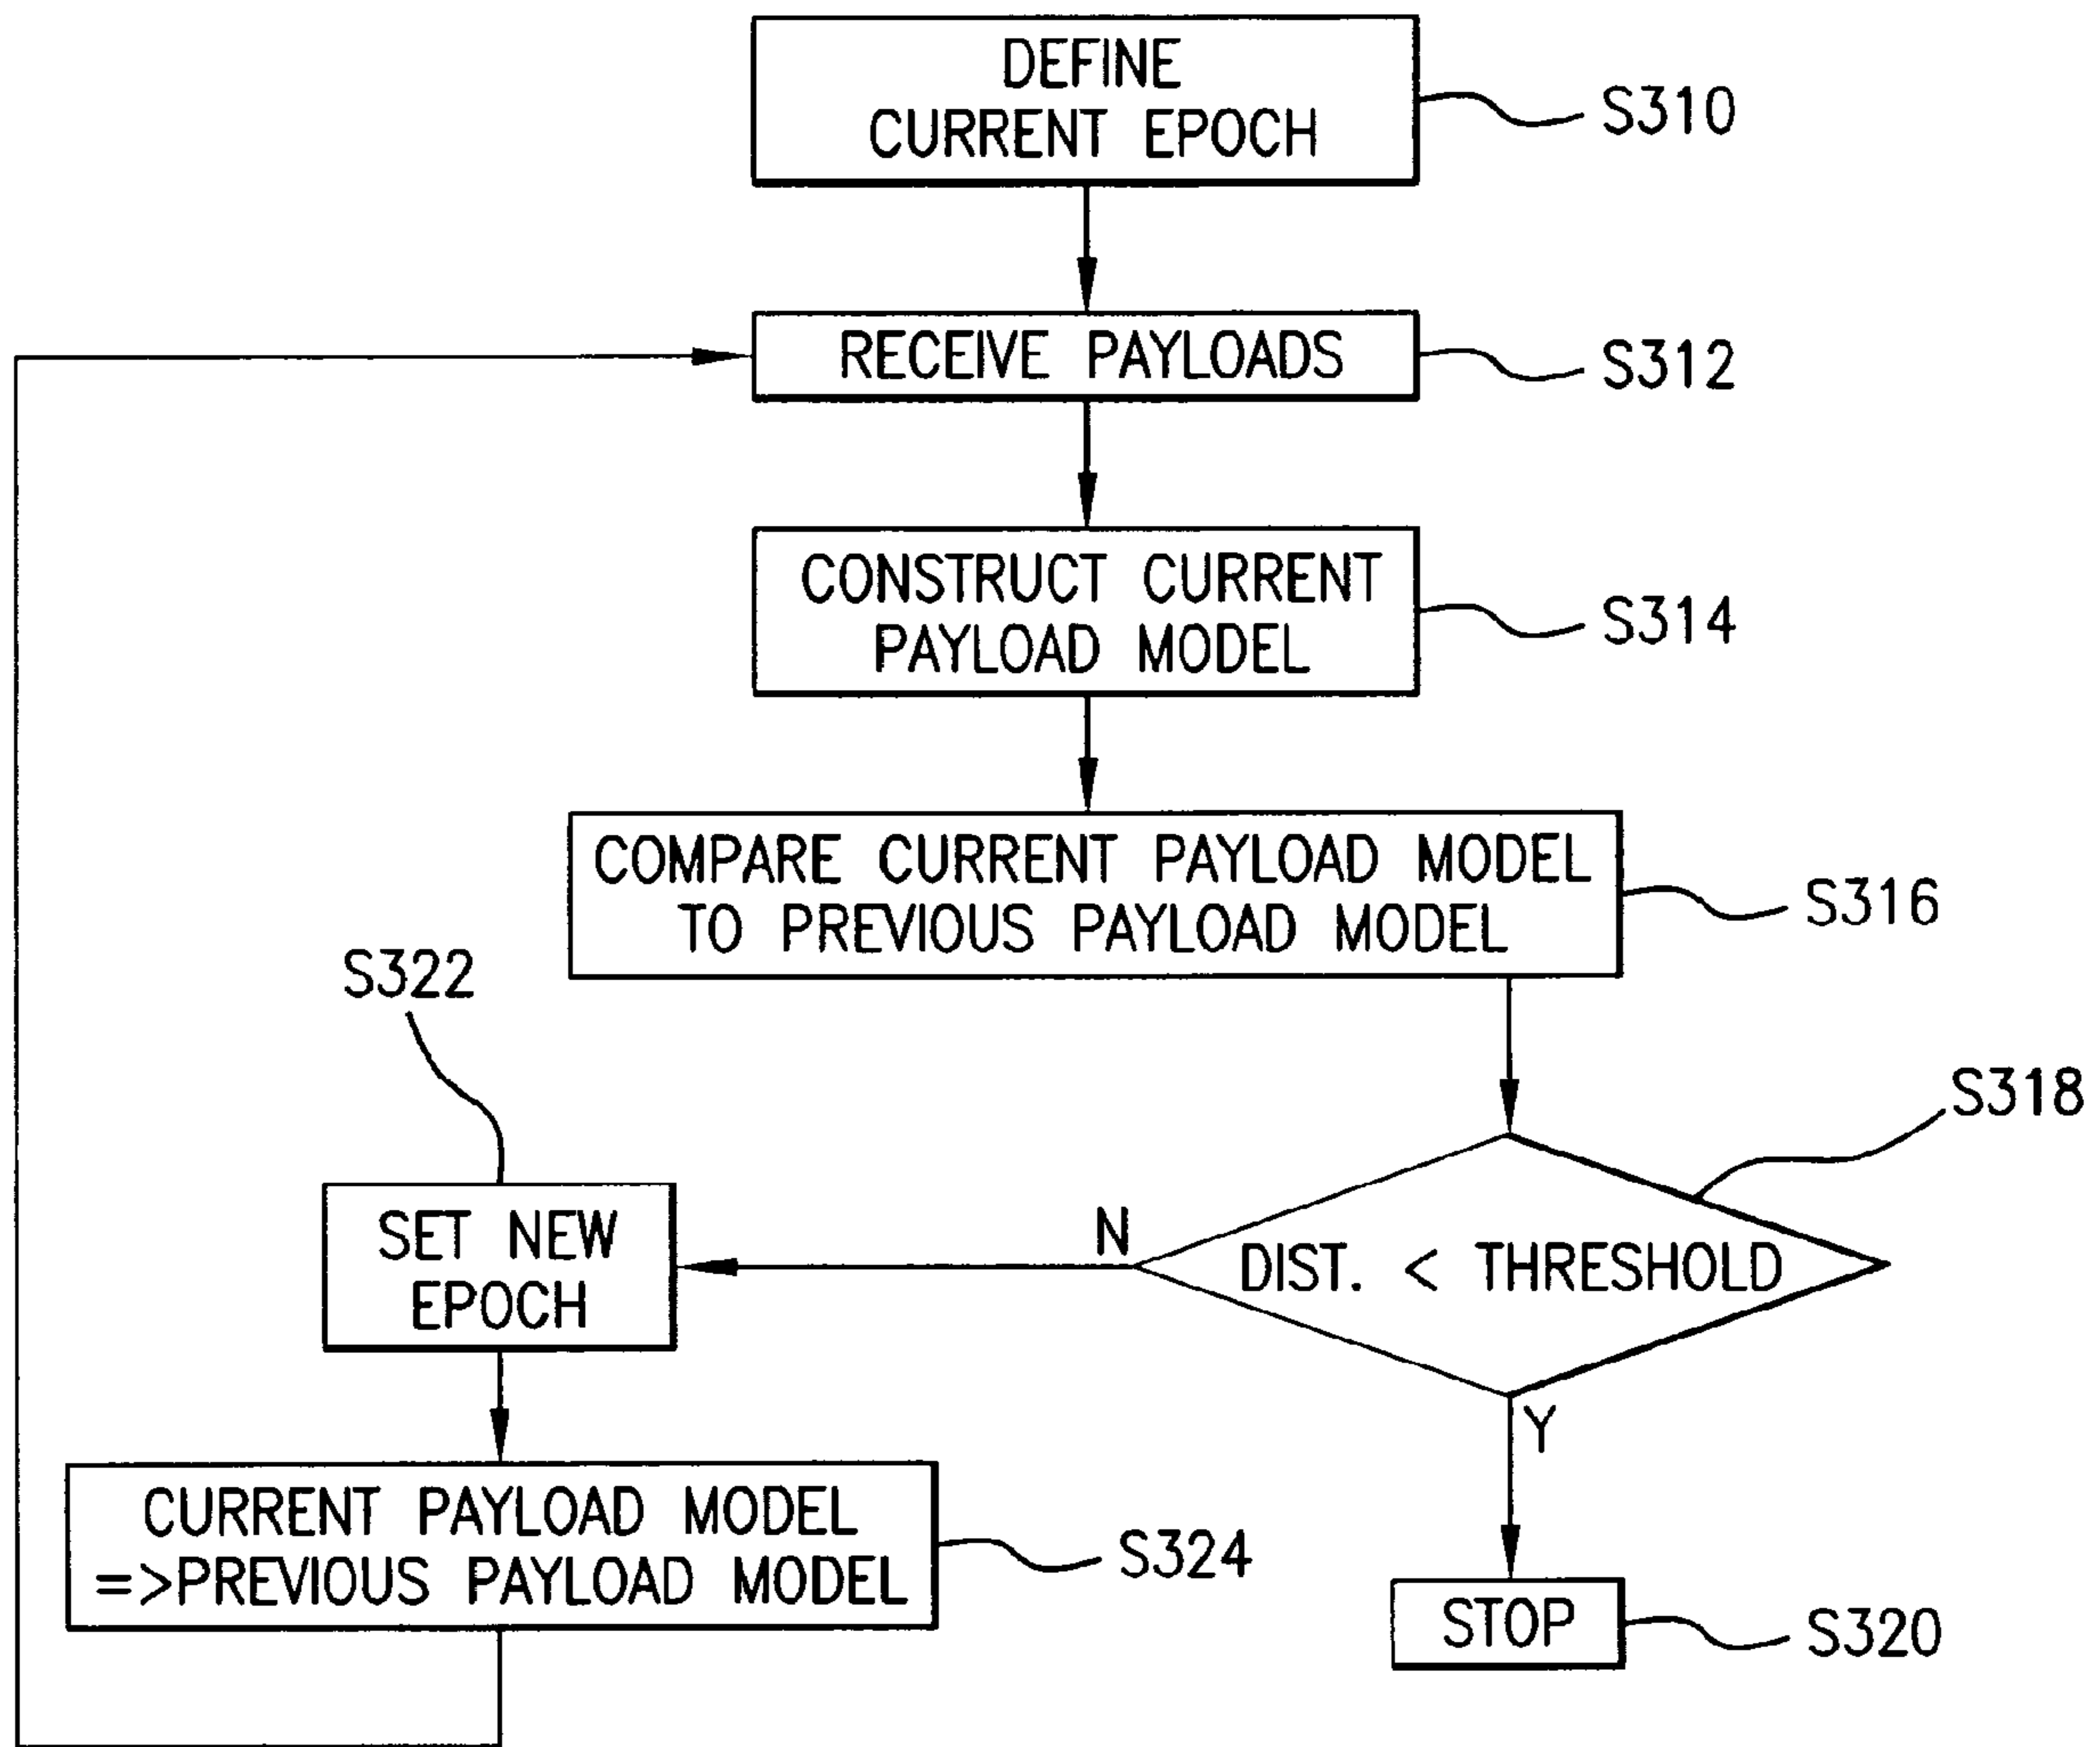 DEFINE
CURRENT EPOCH
S310
RECEIVE PAYLOADS
S312
CONSTRUCT CURRENT
PAYLOAD MODEL
S314
COMPARE CURRENT PAYLOAD MODEL
TO PREVIOUS PAYLOAD MODEL
S316
S322
S318
SET NEW
EPOCH
N
DIST. < THRESHOLD
Y
CURRENT PAYLOAD MODEL
=>PREVIOUS PAYLOAD MODEL
S324
STOP
S320